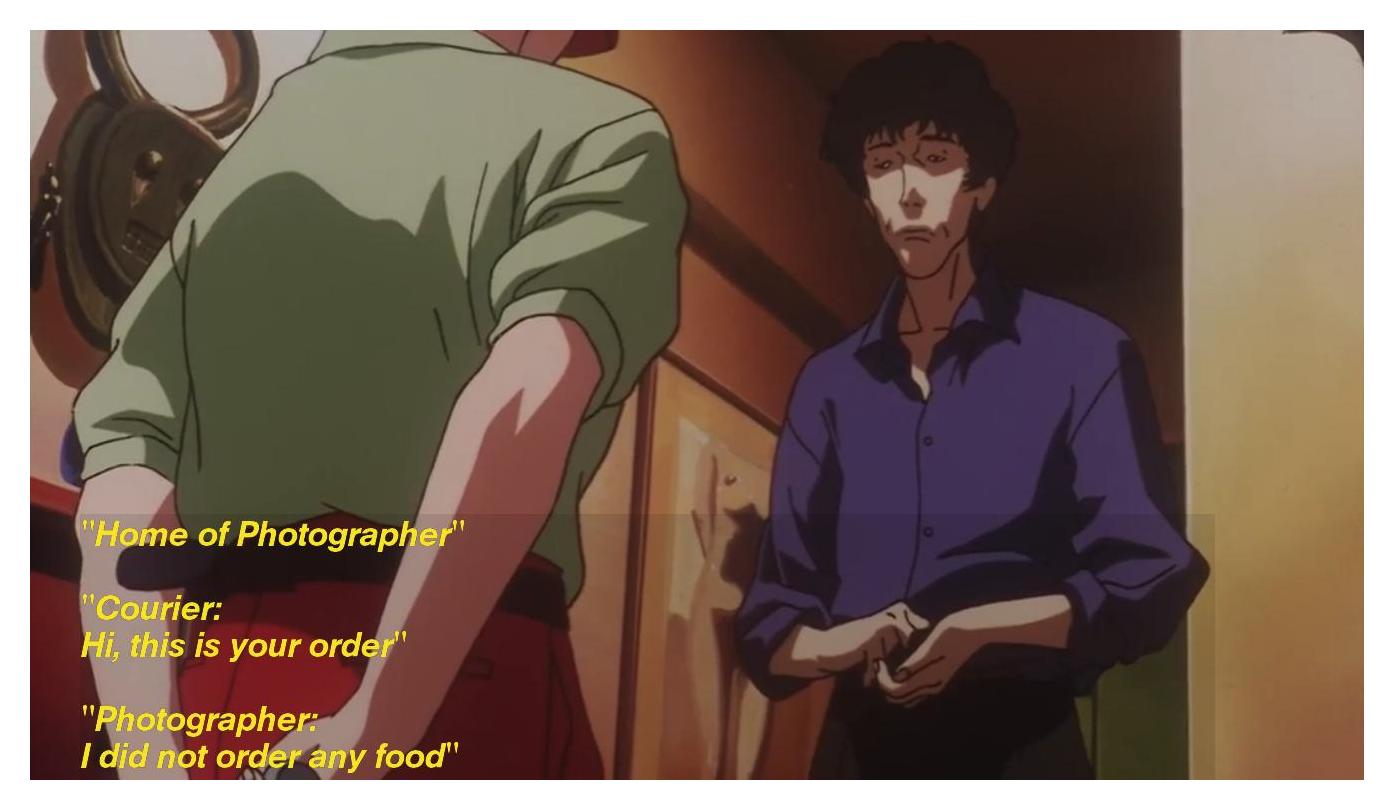 "Home of Photographer"
"Courier:
Hi, this is your order"
"Photographer:
I did not order any food"